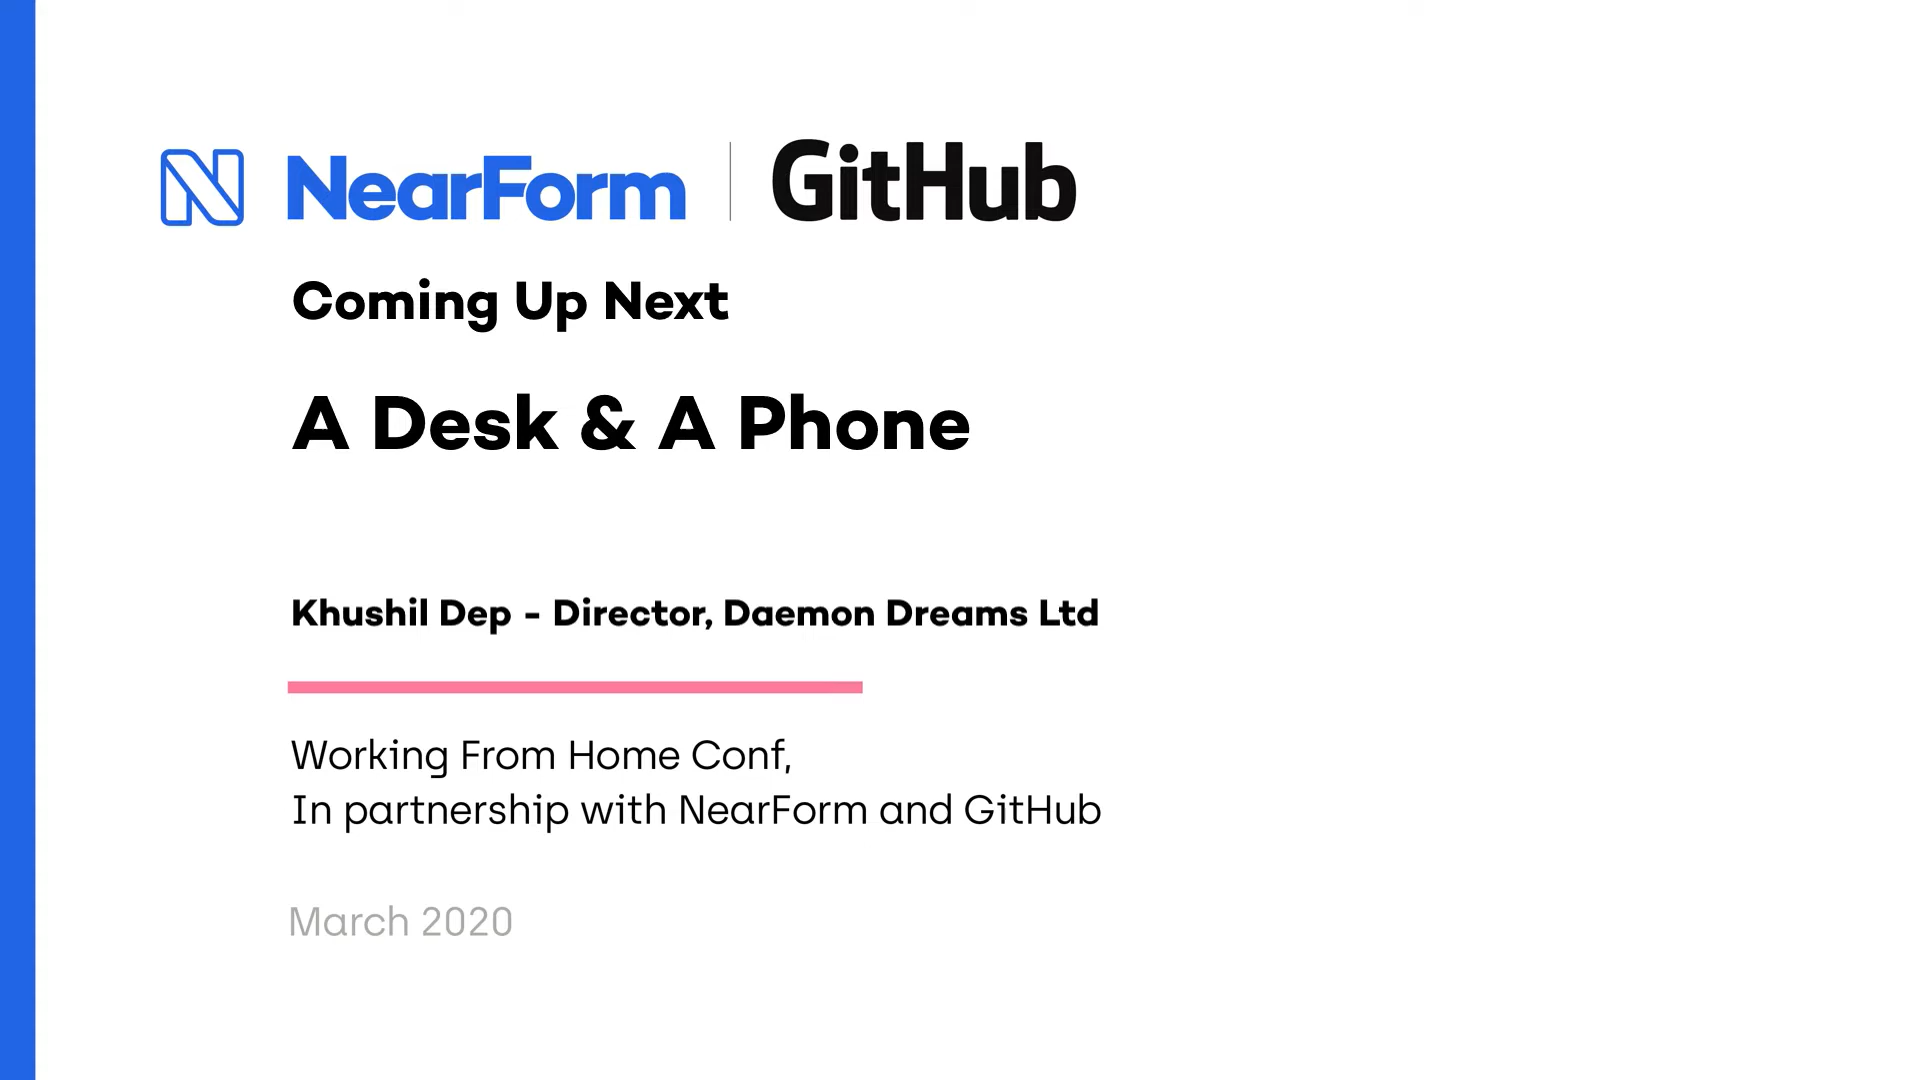 NearForm | GitHub
Coming Up Next
A Desk & A Phone
Khushil Dep - Director, Daemon Dreams Ltd
Working From Home Conf,
In partnership with NearForm and GitHub
March 2020